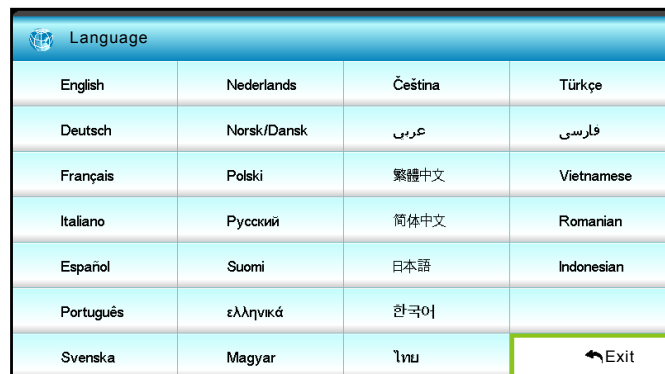 Language
English Nederlands Čeština Türkçe
Deutsch Norsk/Dansk عربي فارسی
Français Polski 繁體中文 Vietnamese
Italiano Русский 简体中文 Romanian
Español Suomi 日本語 Indonesian
Português ελληνικά 한국어
Svenska Magyar ไทย Exit